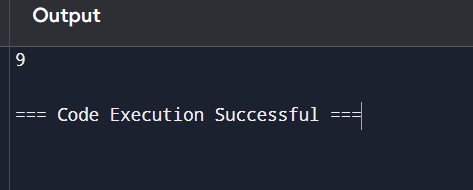 Output
9
=== Code Execution Successful ===